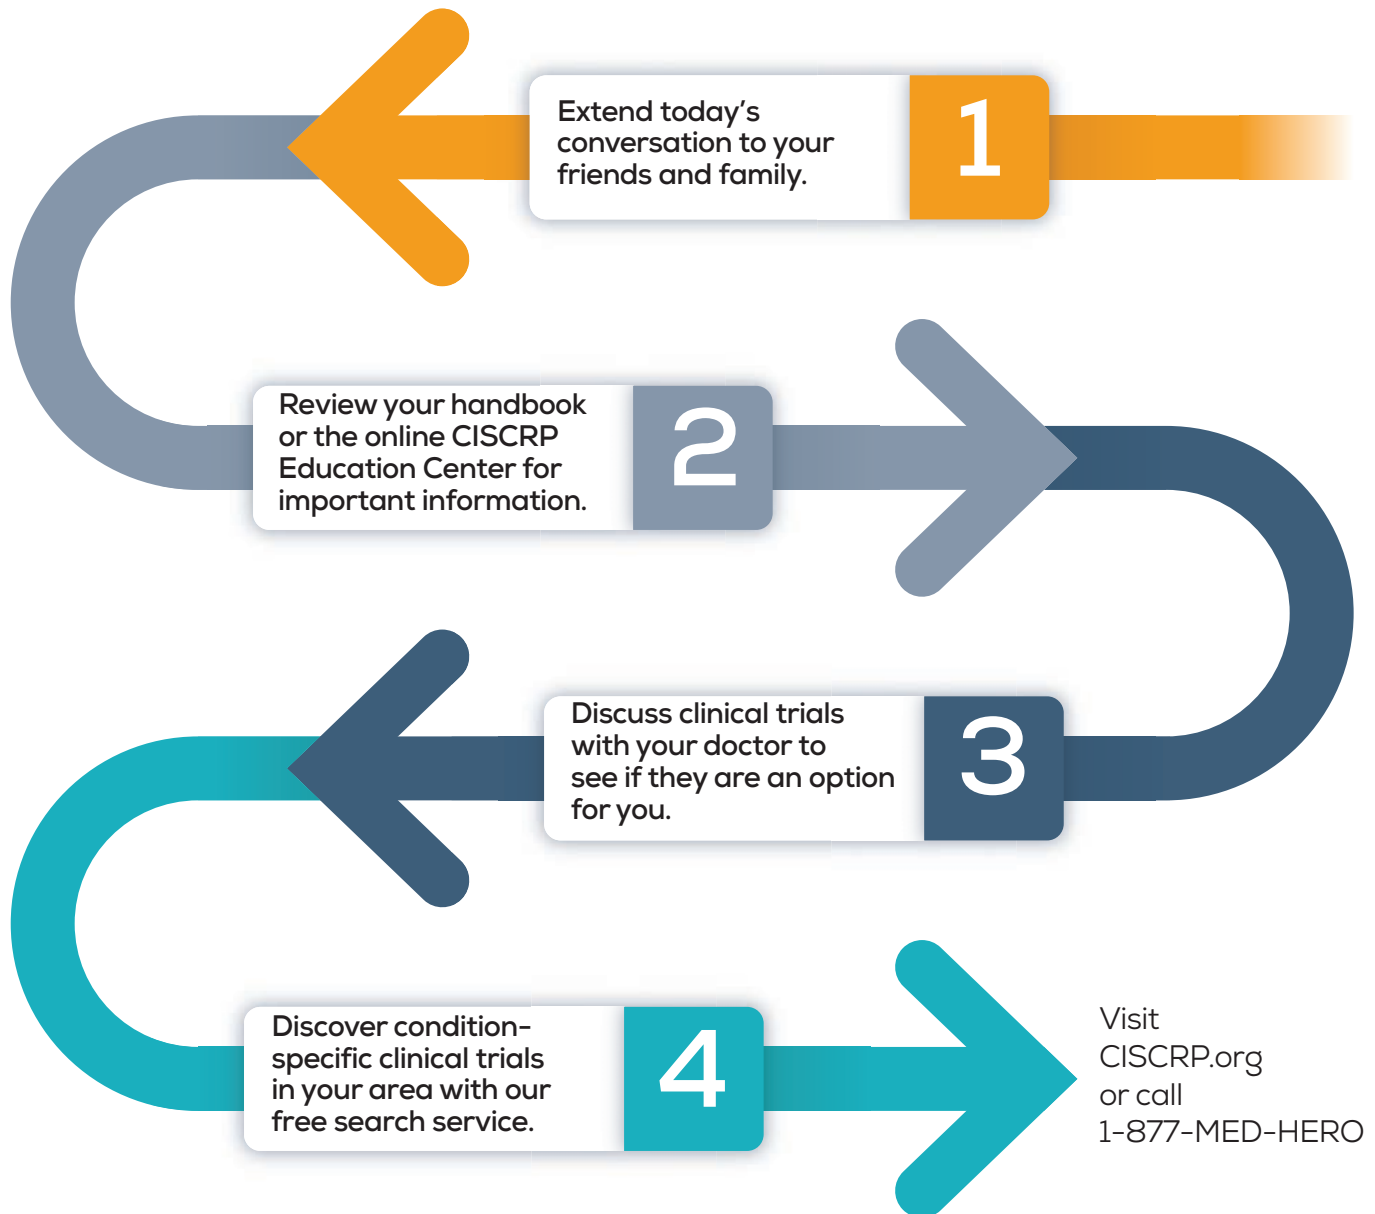 Extend today's
conversation to your
friends and family.
1
Review your handbook
or the online CISCRP
Education Center for
important information.
2
Discuss clinical trials
with your doctor to
see if they are an option
for you.
3
Discover condition-
specific clinical trials
in your area with our
free search service.
4
Visit
CISCRP.org
or call
1-877-MED-HERO